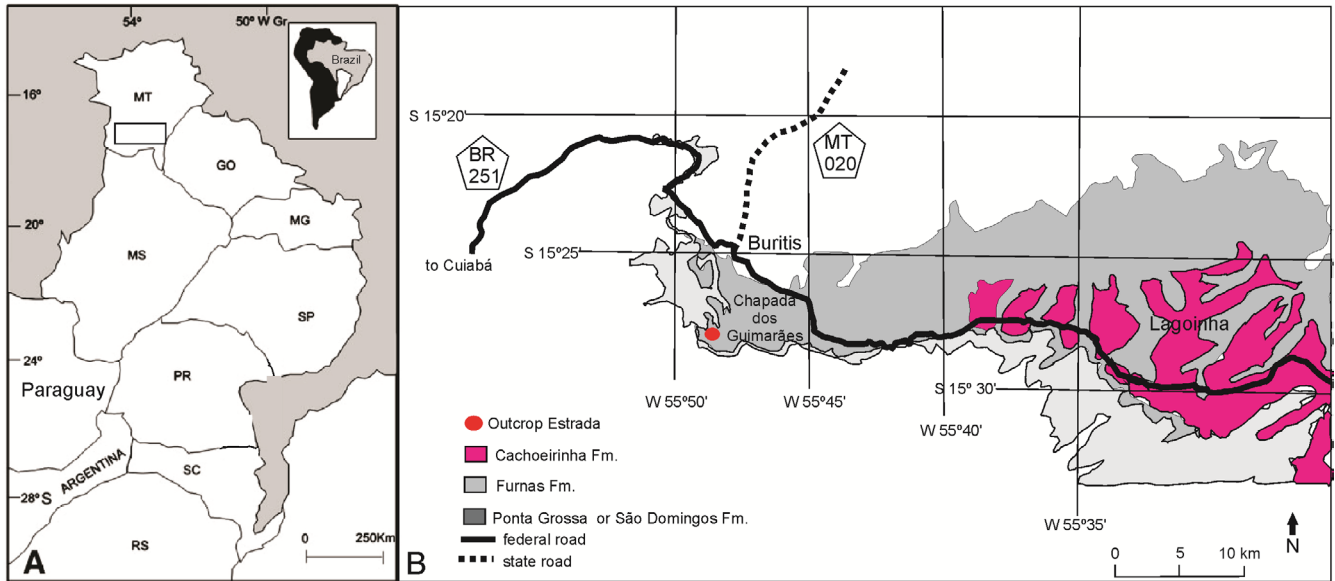 54º
50º W Gr
Brazil
16º
MT
GO
MG
20º
MS
SP
24º
PR
Paraguay
ARGENTINA
SC
28º S
RS
0 250Km
A
S 15º20'
BR
251
MT
020
S 15º25'
Buritis
to Cuiabá
Chapada
dos
Guimarães
Lagoinha
S 15º 30'
W 55º50'
W 55º45'
W 55º40'
W 55º35'
Outcrop Estrada
Cachoeirinha Fm.
Furnas Fm.
Ponta Grossa or São Domingos Fm.
federal road
state road
N
0 5 10 km
B